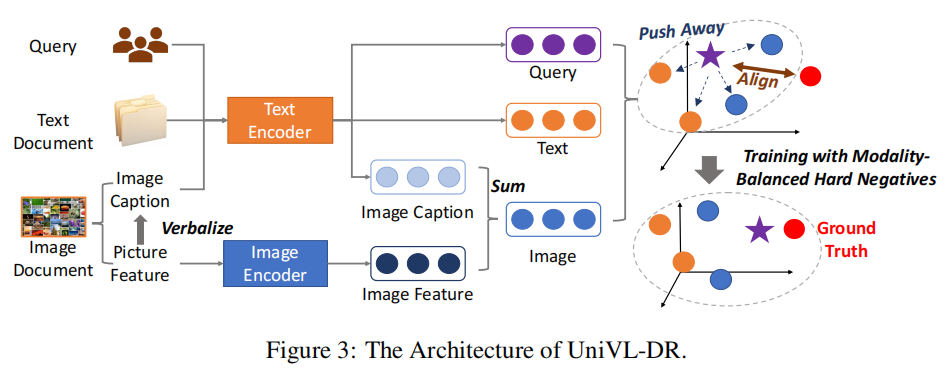 Query
Text
Document
Image
Document
Image
Caption
Verbalize
Picture
Feature
Text
Encoder
Image
Encoder
Query
Text
Image Caption
Sum
Image
Image Feature
Push Away
Align
Training with Modality-
Balanced Hard Negatives
Ground
Truth
Figure 3: The Architecture of UniVL-DR.